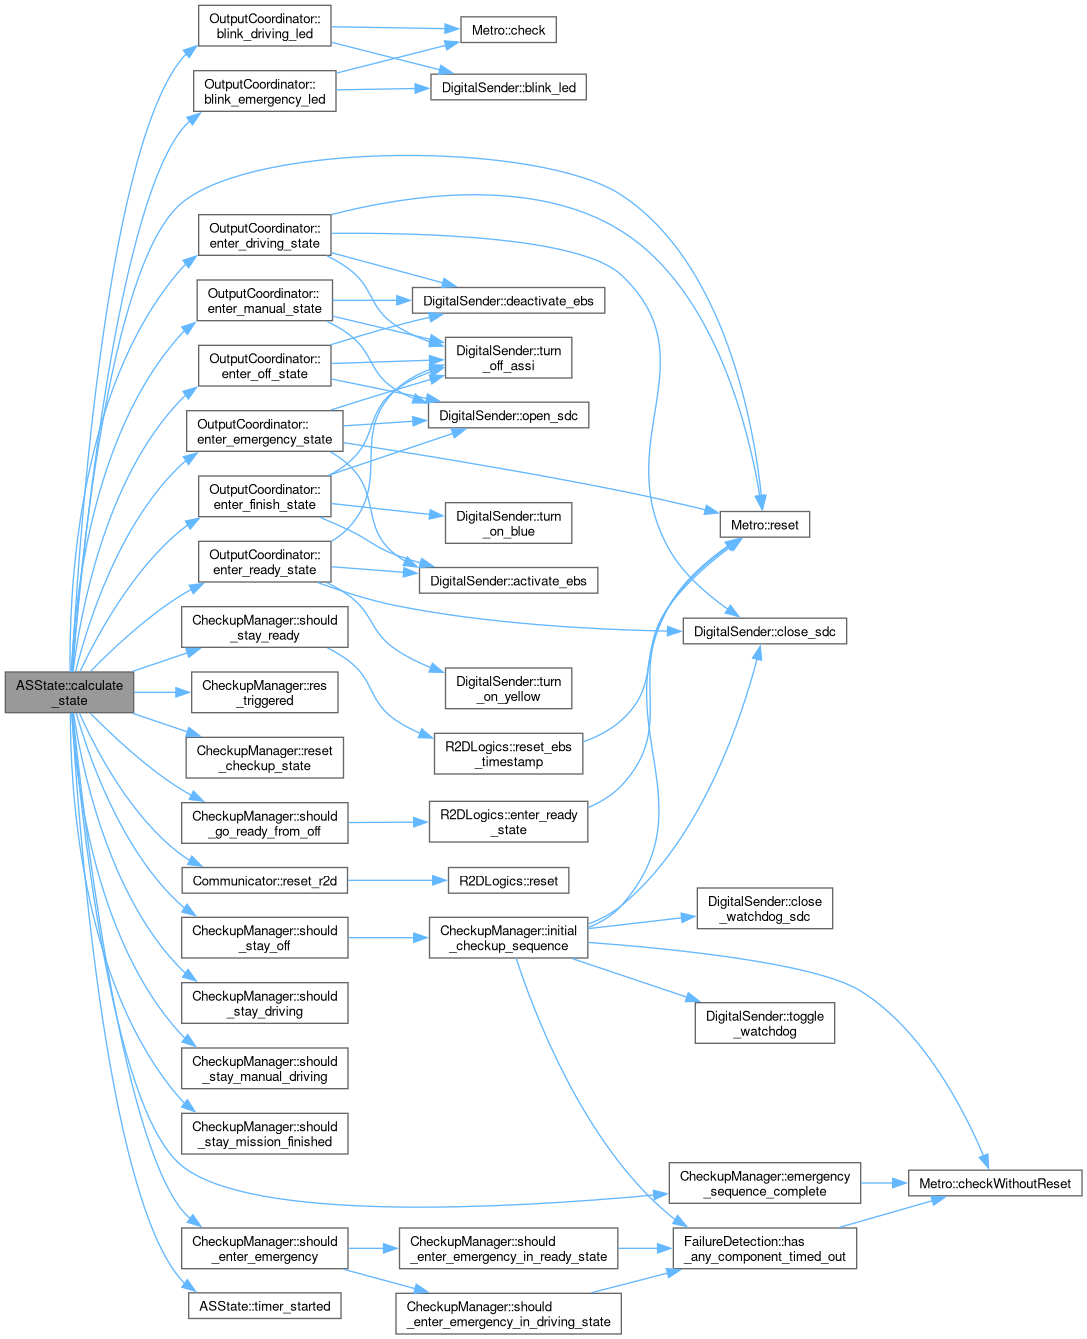 OutputCoordinator::
blink_driving_led
Metro::check
OutputCoordinator::
blink_emergency_led
DigitalSender::blink_led
OutputCoordinator::
enter_driving_state
OutputCoordinator::
enter_manual_state
DigitalSender::deactivate_ebs
OutputCoordinator::
enter_off_state
DigitalSender::turn
_off_assi
OutputCoordinator::
enter_emergency_state
DigitalSender::open_sdc
OutputCoordinator::
enter_finish_state
DigitalSender::turn
_on_blue
Metro::reset
OutputCoordinator::
enter_ready_state
DigitalSender::activate_ebs
CheckupManager::should
_stay_ready
DigitalSender::close_sdc
ASState::calculate
_state
CheckupManager::res
_triggered
DigitalSender::turn
_on_yellow
CheckupManager::reset
_checkup_state
R2DLogics::reset_ebs
_timestamp
CheckupManager::should
_go_ready_from_off
R2DLogics::enter_ready
_state
Communicator::reset_r2d
R2DLogics::reset
CheckupManager::should
_stay_off
CheckupManager::initial
_checkup_sequence
DigitalSender::close
_watchdog_sdc
CheckupManager::should
_stay_driving
DigitalSender::toggle
_watchdog
CheckupManager::should
_stay_manual_driving
CheckupManager::should
_stay_mission_finished
CheckupManager::emergency
_sequence_complete
Metro::checkWithoutReset
CheckupManager::should
_enter_emergency
CheckupManager::should
_enter_emergency_in_ready_state
FailureDetection::has
_any_component_timed_out
ASState::timer_started
CheckupManager::should
_enter_emergency_in_driving_state